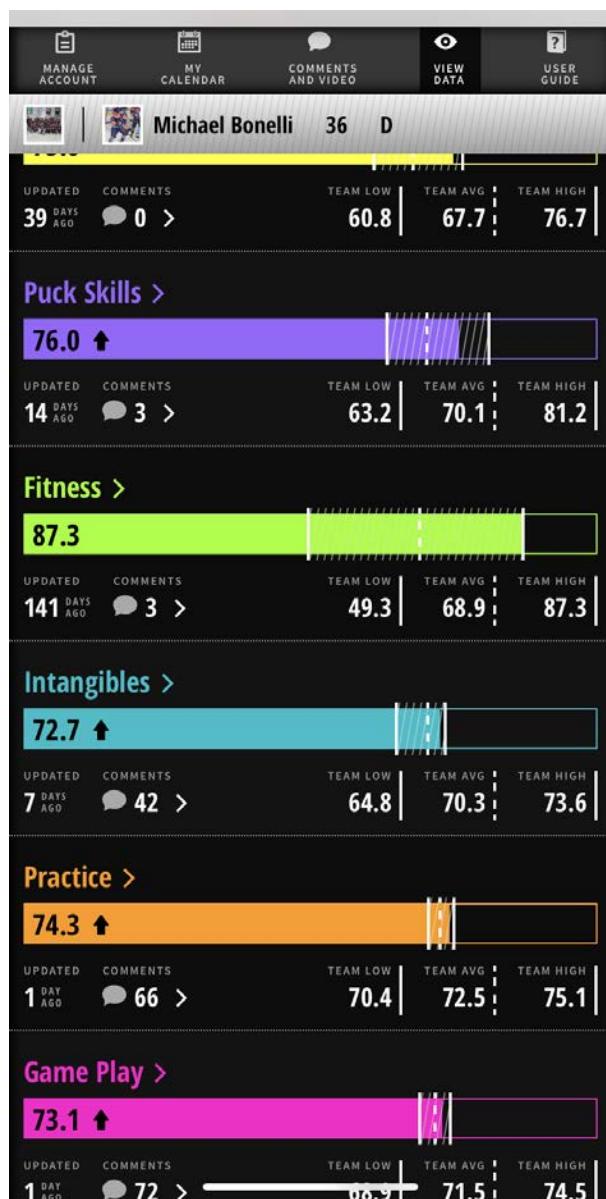 MANAGE ACCOUNT
MY CALENDAR
COMMENTS AND VIDEO
VIEW DATA
USER GUIDE
Michael Bonelli 36 D
UPDATED COMMENTS TEAM LOW TEAM AVG TEAM HIGH
39 DAYS AGO 0 > 60.8 67.7 76.7
Puck Skills >
76.0
UPDATED COMMENTS TEAM LOW TEAM AVG TEAM HIGH
14 DAYS AGO 3 > 63.2 70.1 81.2
Fitness >
87.3
UPDATED COMMENTS TEAM LOW TEAM AVG TEAM HIGH
141 DAYS AGO 3 > 49.3 68.9 87.3
Intangibles >
72.7
UPDATED COMMENTS TEAM LOW TEAM AVG TEAM HIGH
7 DAYS AGO 42 > 64.8 70.3 73.6
Practice >
74.3
UPDATED COMMENTS TEAM LOW TEAM AVG TEAM HIGH
1 DAY AGO 66 > 70.4 72.5 75.1
Game Play >
73.1
UPDATED COMMENTS TEAM LOW TEAM AVG TEAM HIGH
1 DAY AGO 72 > 71.5 74.5